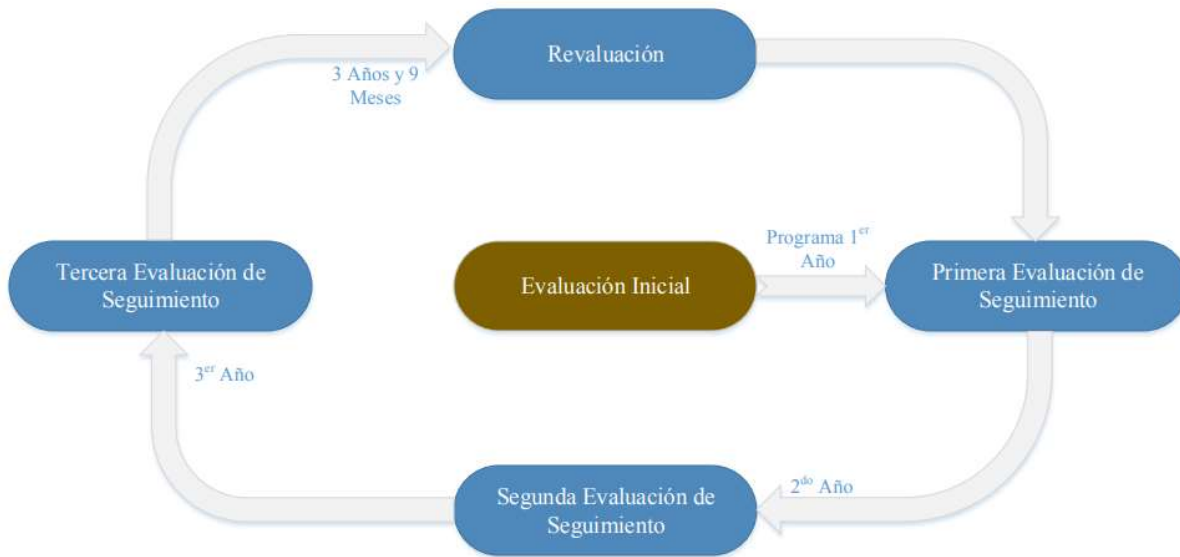 Revaluación
3 Años y 9
Meses
Programa 1er
Año
Tercera Evaluación de
Seguimiento
Evaluación Inicial
Primera Evaluación de
Seguimiento
3er Año
2do Año
Segunda Evaluación de
Seguimiento